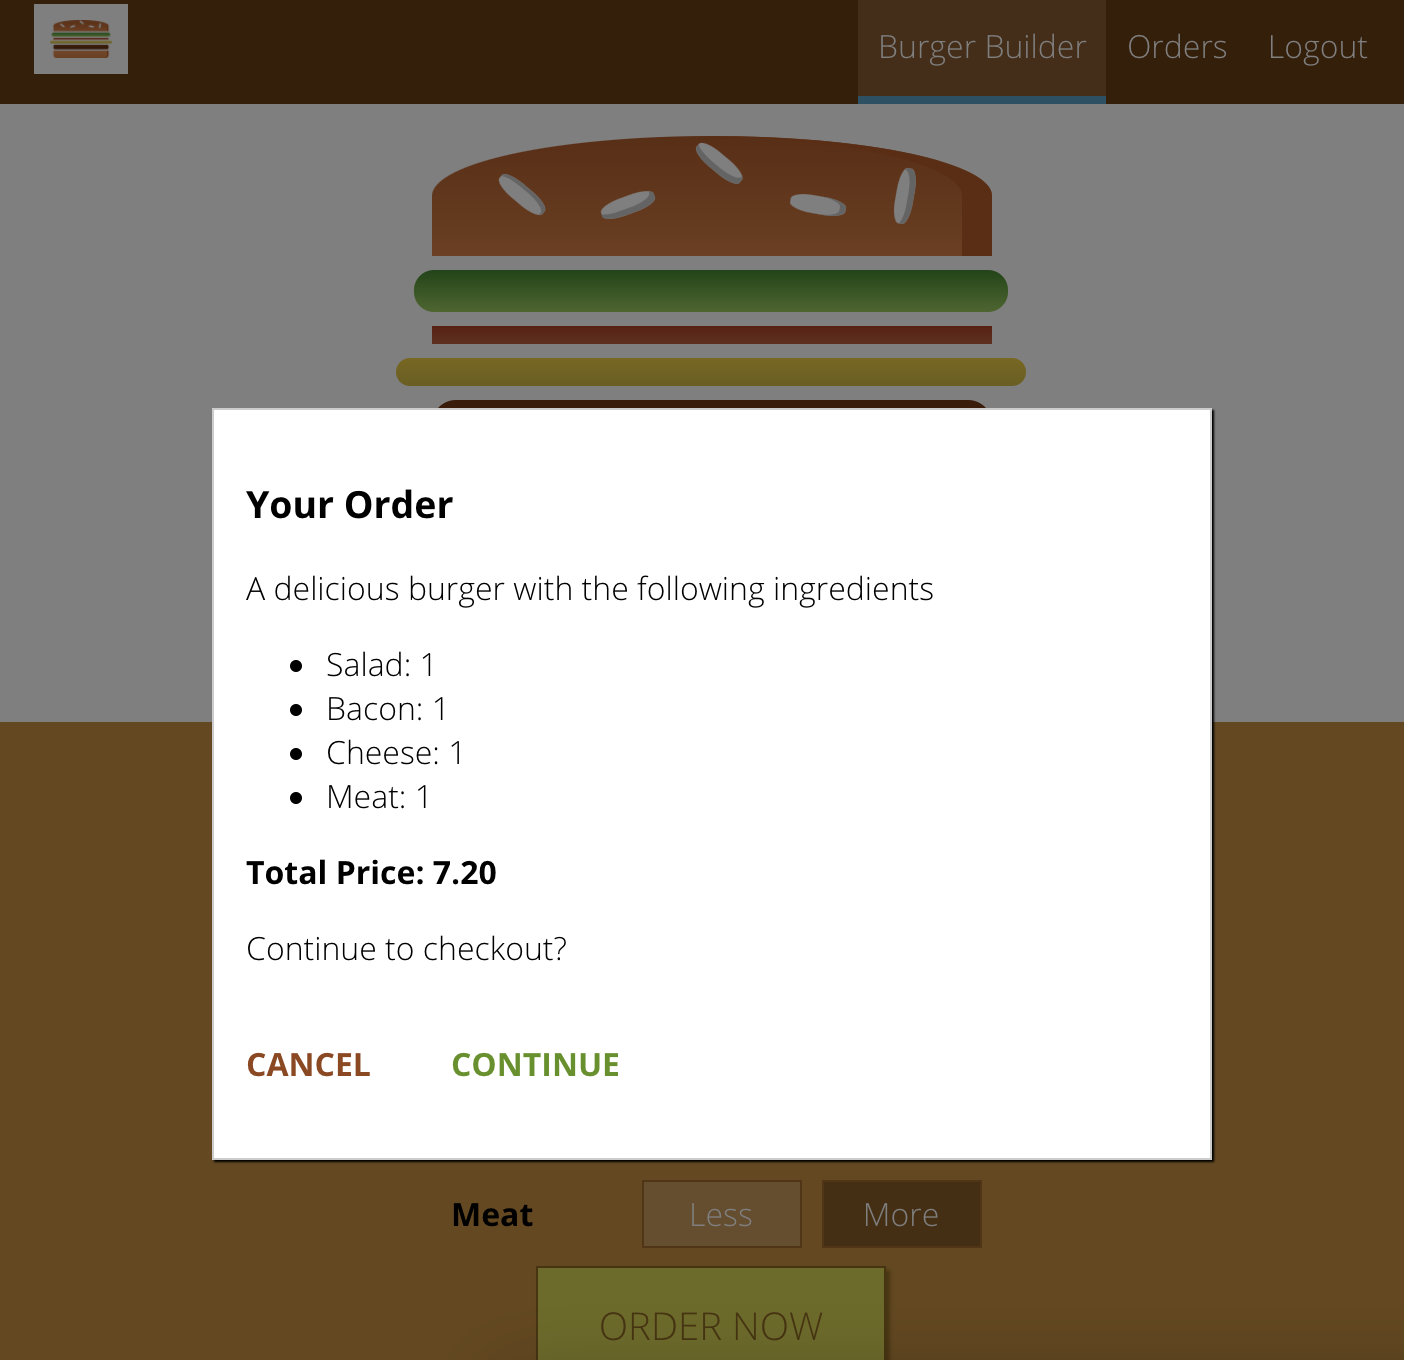 Burger Builder Orders Logout
Your Order
A delicious burger with the following ingredients
Salad: 1
Bacon: 1
Cheese: 1
Meat: 1
Total Price: 7.20
Continue to checkout?
CANCEL CONTINUE
Meat Less More
ORDER NOW